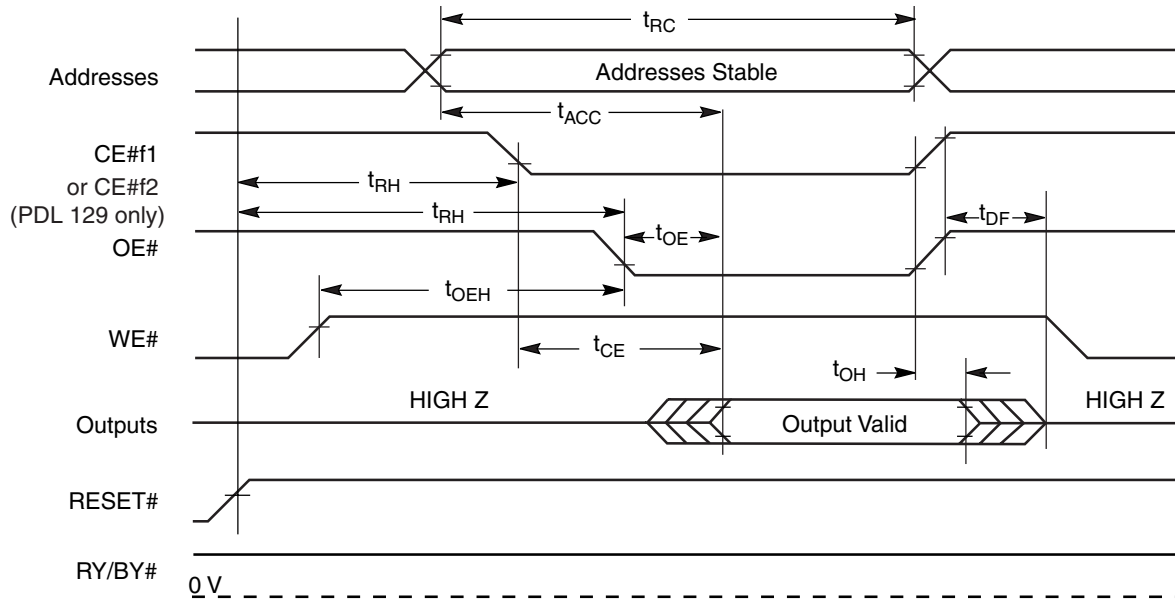 tRC
Addresses
Addresses Stable
tACC
CE#f1
or CE#f2
(PDL 129 only)
tRH
tRH
tDF
OE#
tOE
tOEH
WE#
tCE
tOH
HIGH Z
HIGH Z
Outputs
Output Valid
RESET#
RY/BY#
0 V